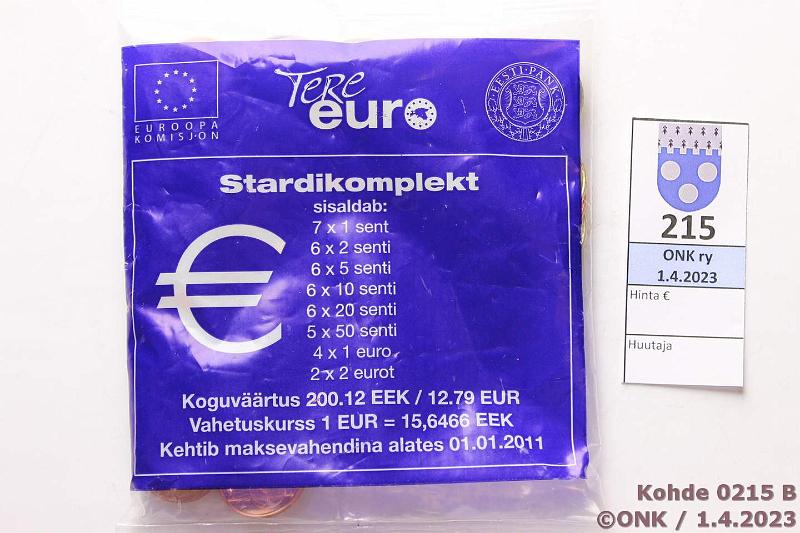 EUROOPA
KOMISJON
Tere
euro
EESTI PANK
Stardikomplekt
sisaldab:
7 x 1 sent
6 x 2 senti
6 x 5 senti
6 x 10 senti
6 x 20 senti
5 x 50 senti
4 x 1 euro
2 x 2 eurot
€
Koguväärtus 200.12 EEK / 12.79 EUR
Vahetuskurss 1 EUR = 15,6466 EEK
Kehtib maksevahendina alates 01.01.2011
215
ONK ry
1.4.2023
Hinta €
Huutaja
Kohde 0215 B
©ONK / 1.4.2023